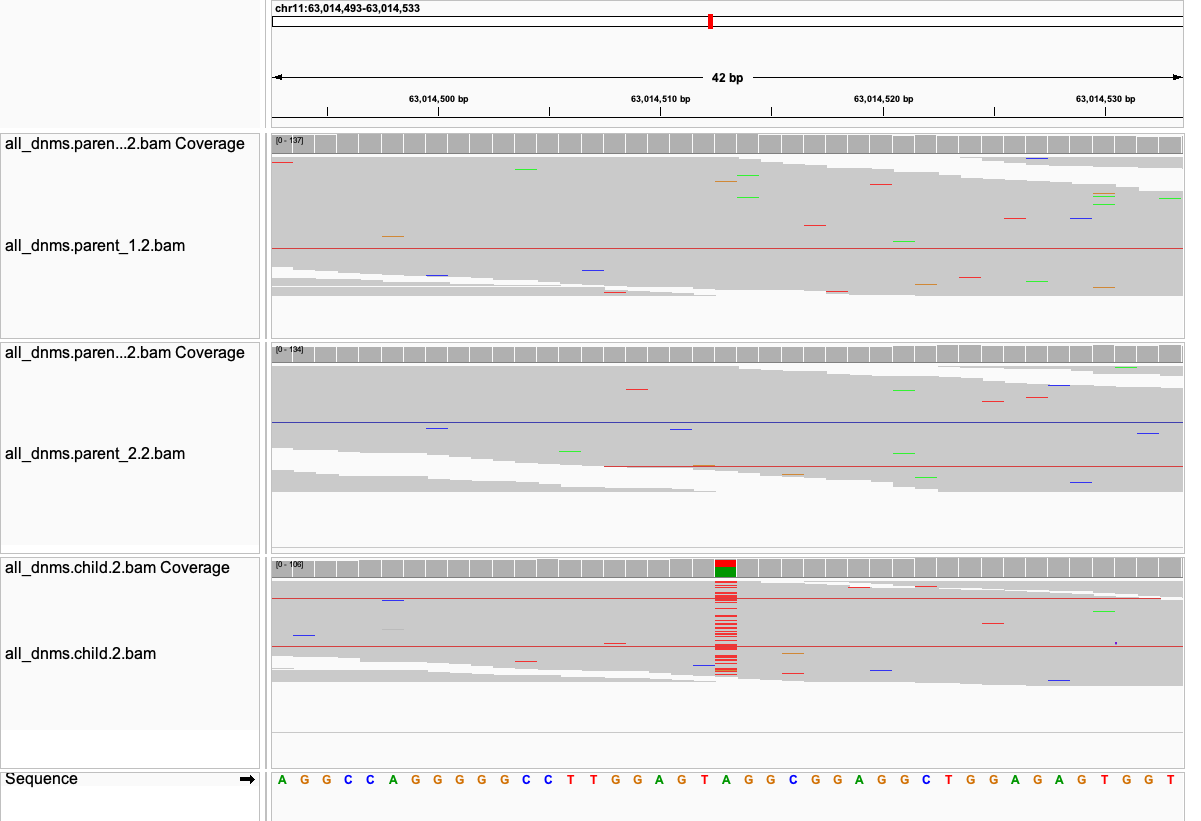 chr11:63,014,493-63,014,533
42 bp
63,014,500 bp 63,014,510 bp 63,014,520 bp 63,014,530 bp
all_dnms.paren...2.bam Coverage
[0 - 137]
all_dnms.parent_1.2.bam
all_dnms.paren...2.bam Coverage
[0 - 134]
all_dnms.parent_2.2.bam
all_dnms.child.2.bam Coverage
[0 - 106]
all_dnms.child.2.bam
Sequence
A G G C C A G G G G G C C T T G G A G T A G G C G G A G G C T G G A G A G T G G T